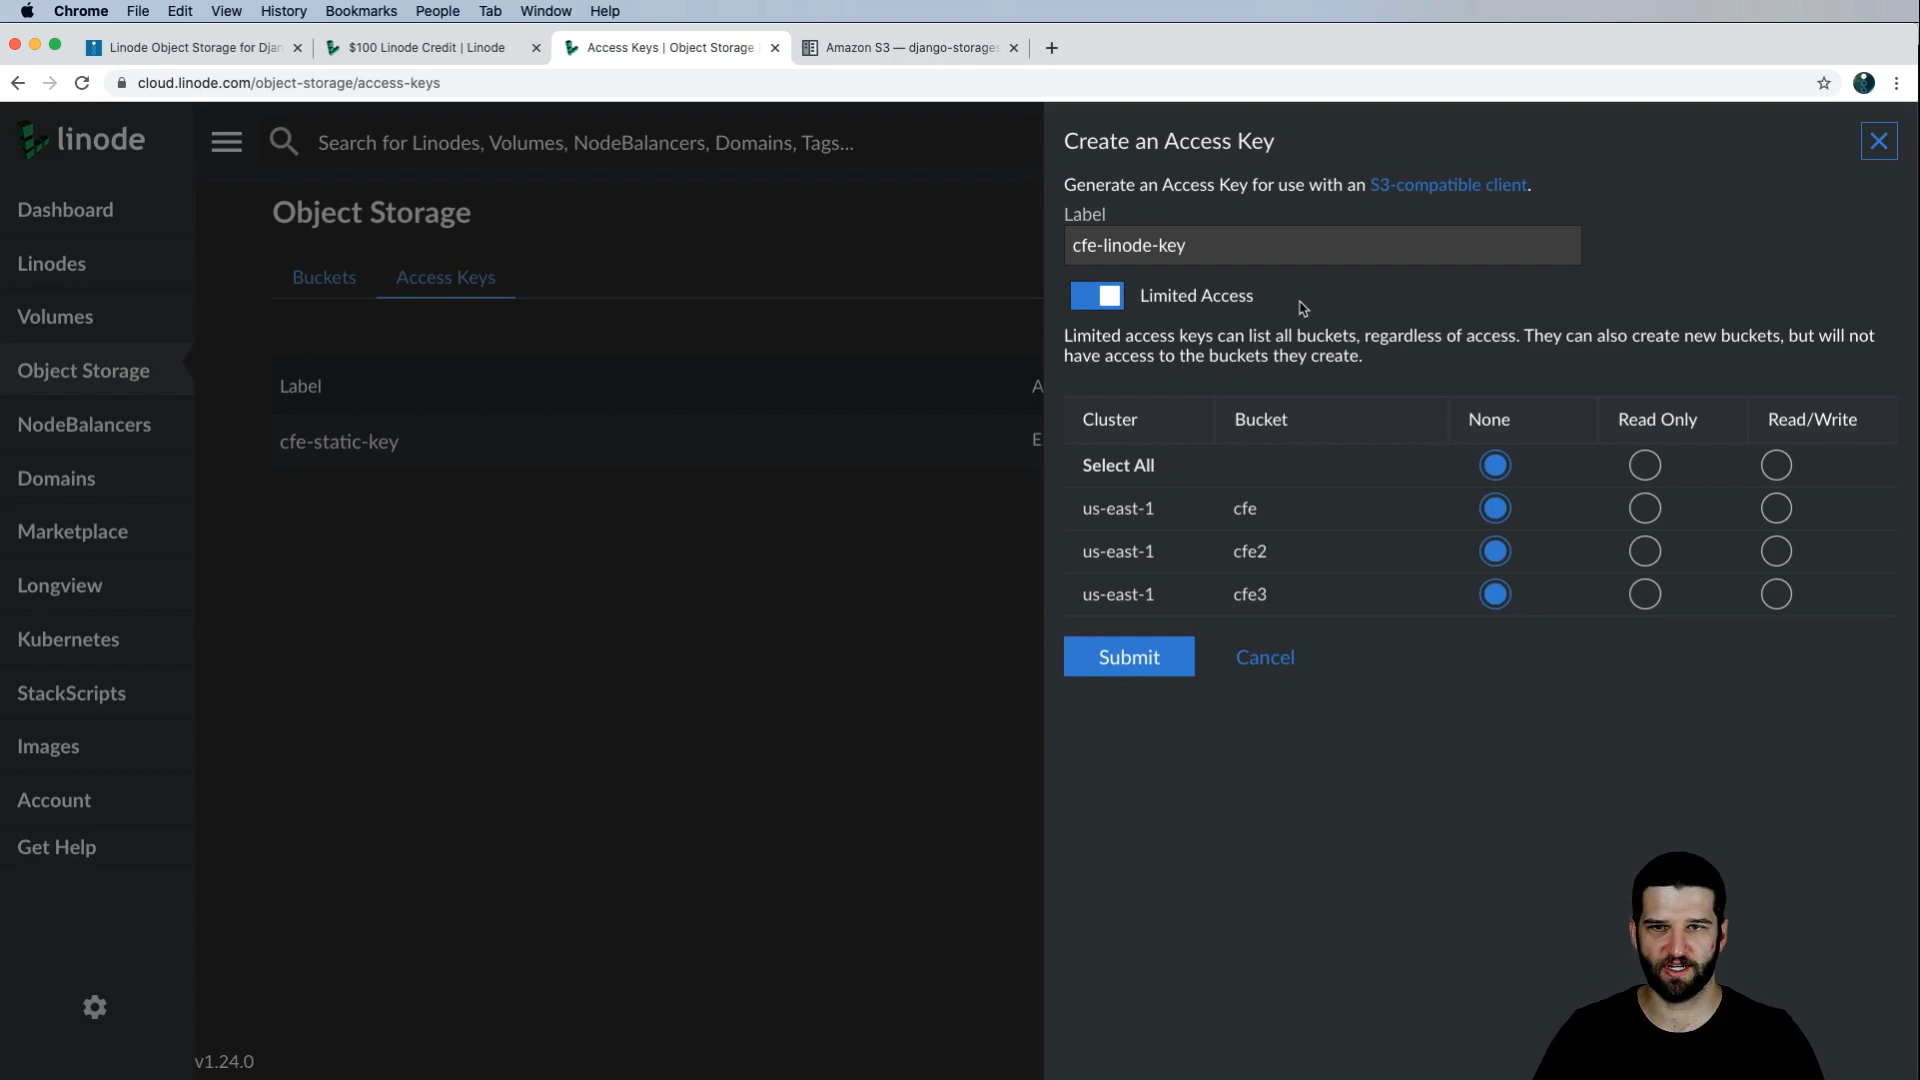 Chrome File Edit View History Bookmarks People Tab Window Help
Linode Object Storage for Djan
$100 Linode Credit | Linode
Access Keys | Object Storage
Amazon S3 — django-storages
cloud.linode.com/object-storage/access-keys
linode
Search for Linodes, Volumes, NodeBalancers, Domains, Tags...
Dashboard
Linodes
Volumes
Object Storage
NodeBalancers
Domains
Marketplace
Longview
Kubernetes
StackScripts
Images
Account
Get Help
v1.24.0
Object Storage
Buckets Access Keys
Label A
cfe-static-key E
Create an Access Key
Generate an Access Key for use with an S3-compatible client.
Label
cfe-linode-key
Limited Access
Limited access keys can list all buckets, regardless of access. They can also create new buckets, but will not
have access to the buckets they create.
Cluster Bucket None Read Only Read/Write
Select All
us-east-1 cfe
us-east-1 cfe2
us-east-1 cfe3
Submit Cancel